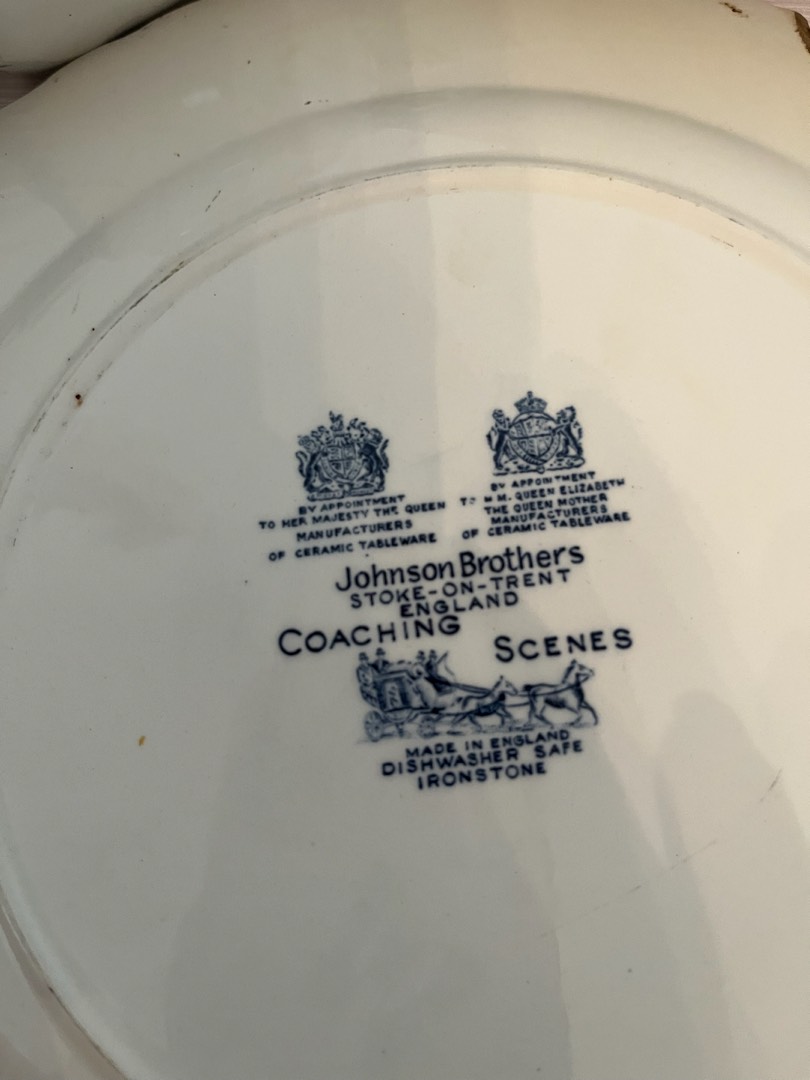 BY APPOINTMENT
TO HER MAJESTY THE QUEEN
MANUFACTURERS
OF CERAMIC TABLEWARE
BY APPOINTMENT
TO H M. QUEEN ELIZABETH
THE QUEEN MOTHER
MANUFACTURERS
OF CERAMIC TABLEWARE
Johnson Brothers
STOKE-ON-TRENT
ENGLAND
COACHING SCENES
MADE IN ENGLAND
DISHWASHER SAFE
IRONSTONE